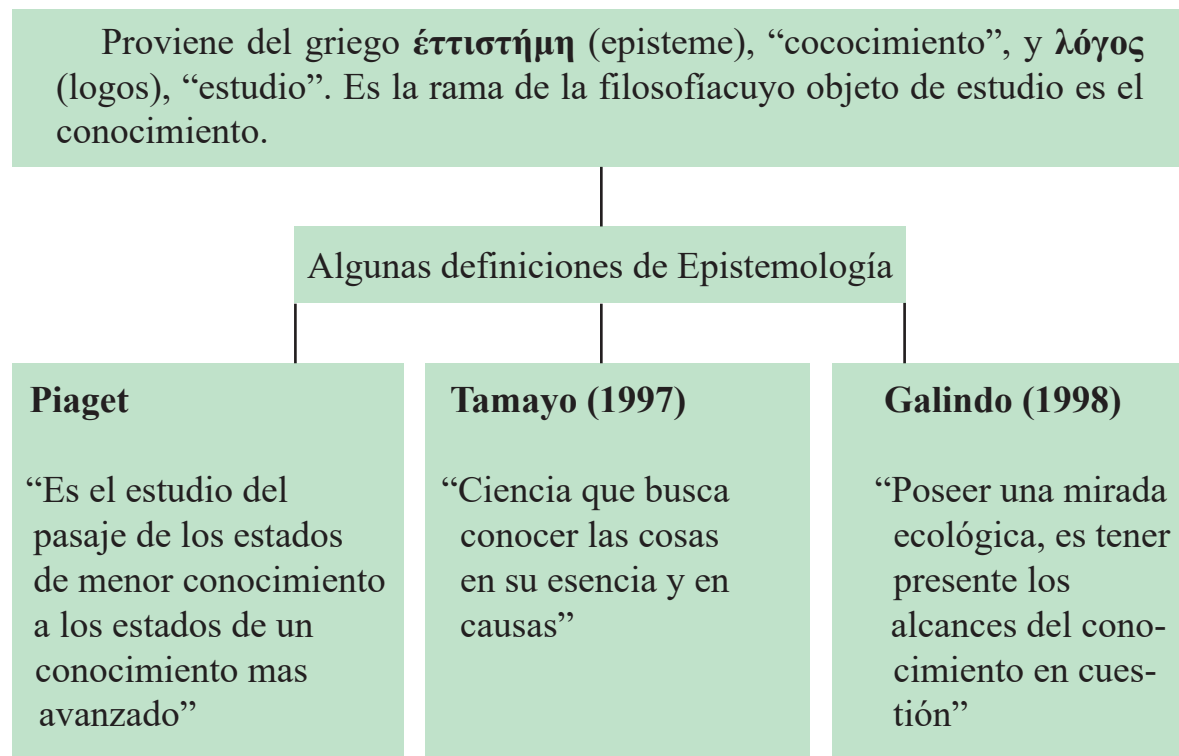 Proviene del griego έττιστήμη (episteme), “cococimiento”, y λόγος
(logos), “estudio”. Es la rama de la filosofíacuyo objeto de estudio es el
conocimiento.
Algunas definiciones de Epistemología
Piaget
“Es el estudio del
pasaje de los estados
de menor conocimiento
a los estados de un
conocimiento mas
avanzado”
Tamayo (1997)
“Ciencia que busca
conocer las cosas
en su esencia y en
causas”
Galindo (1998)
“Poseer una mirada
ecológica, es tener
presente los
alcances del cono-
cimiento en cues-
tión”